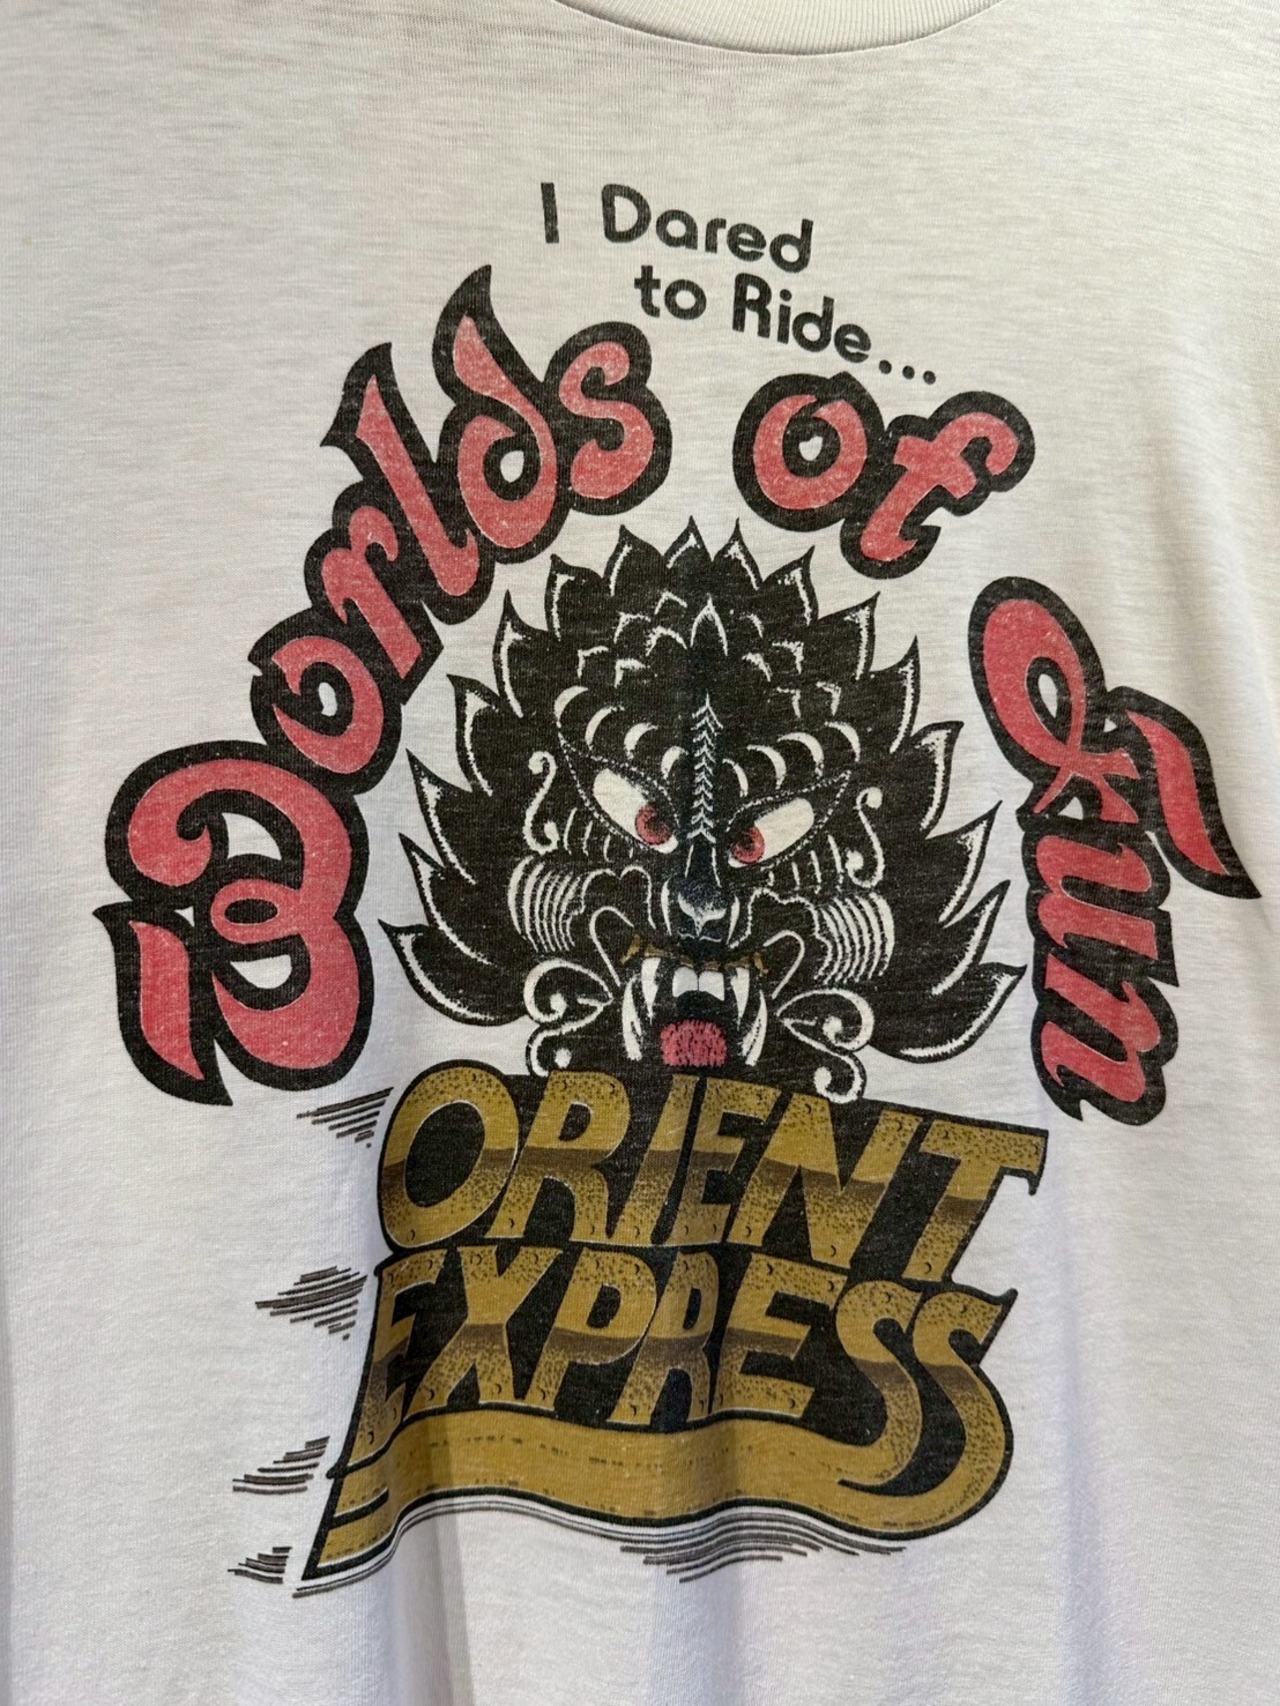 I Dared
to Ride...
Worlds of Fun
ORIENT
EXPRESS